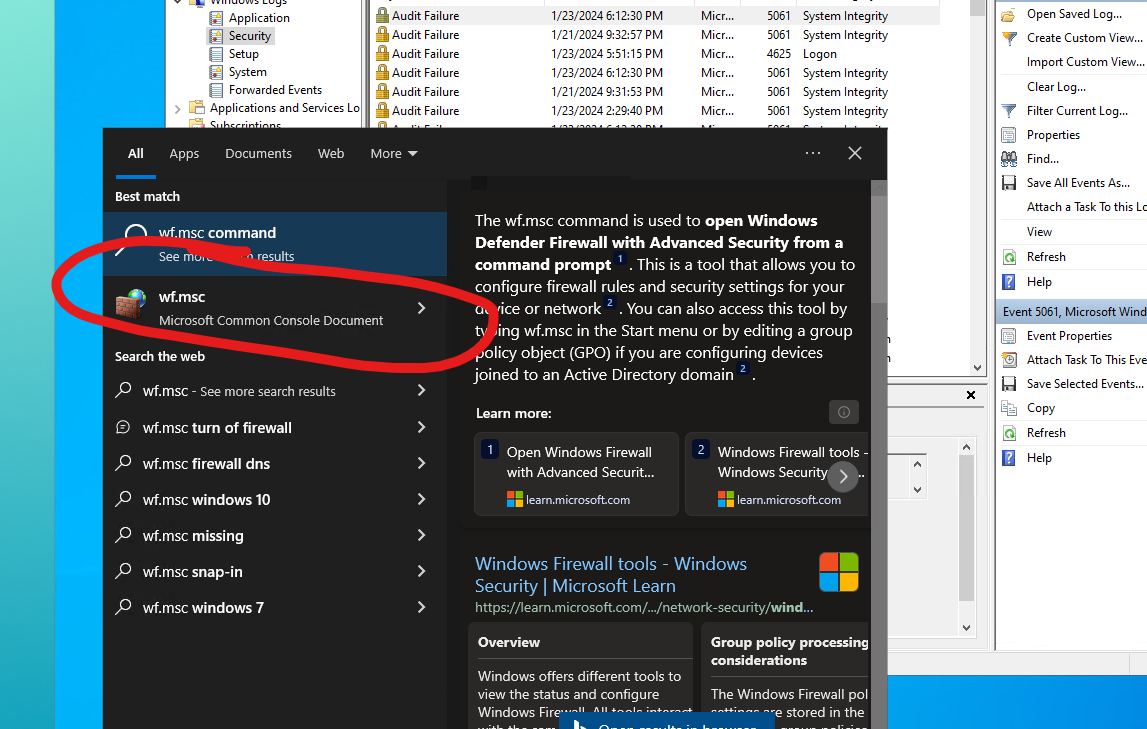 Windows Logs
Application
Security
Setup
System
Forwarded Events
Applications and Services Lo
Subscriptions
Audit Failure 1/23/2024 6:12:30 PM Micr... 5061 System Integrity
Audit Failure 1/21/2024 9:32:57 PM Micr... 5061 System Integrity
Audit Failure 1/23/2024 5:51:15 PM Micr... 4625 Logon
Audit Failure 1/23/2024 6:12:30 PM Micr... 5061 System Integrity
Audit Failure 1/21/2024 9:31:53 PM Micr... 5061 System Integrity
Audit Failure 1/23/2024 2:29:40 PM Micr... 5061 System Integrity
Open Saved Log...
Create Custom View...
Import Custom View...
Clear Log...
Filter Current Log...
Properties
Find...
Save All Events As...
Attach a Task To this Lo
View
Refresh
Help
Event 5061, Microsoft Wind
Event Properties
Attach Task To This Eve
Save Selected Events...
Copy
Refresh
Help
All Apps Documents Web More
Best match
wf.msc command
See more search results
wf.msc
Microsoft Common Console Document
Search the web
wf.msc - See more search results
wf.msc turn of firewall
wf.msc firewall dns
wf.msc windows 10
wf.msc missing
wf.msc snap-in
wf.msc windows 7
The wf.msc command is used to open Windows
Defender Firewall with Advanced Security from a
command prompt 1 . This is a tool that allows you to
configure firewall rules and security settings for your
device or network 2 . You can also access this tool by
typing wf.msc in the Start menu or by editing a group
policy object (GPO) if you are configuring devices
joined to an Active Directory domain 2 .
Learn more:
1 Open Windows Firewall
with Advanced Securit...
learn.microsoft.com
2 Windows Firewall tools -
Windows Security ...
learn.microsoft.com
Windows Firewall tools - Windows
Security | Microsoft Learn
https://learn.microsoft.com/.../network-security/wind...
Overview
Windows offers different tools to
view the status and configure
Windows Firewall. All tools interact
with the
Group policy processing
considerations
The Windows Firewall pol
settings are stored in the
group policies
Open results in browser